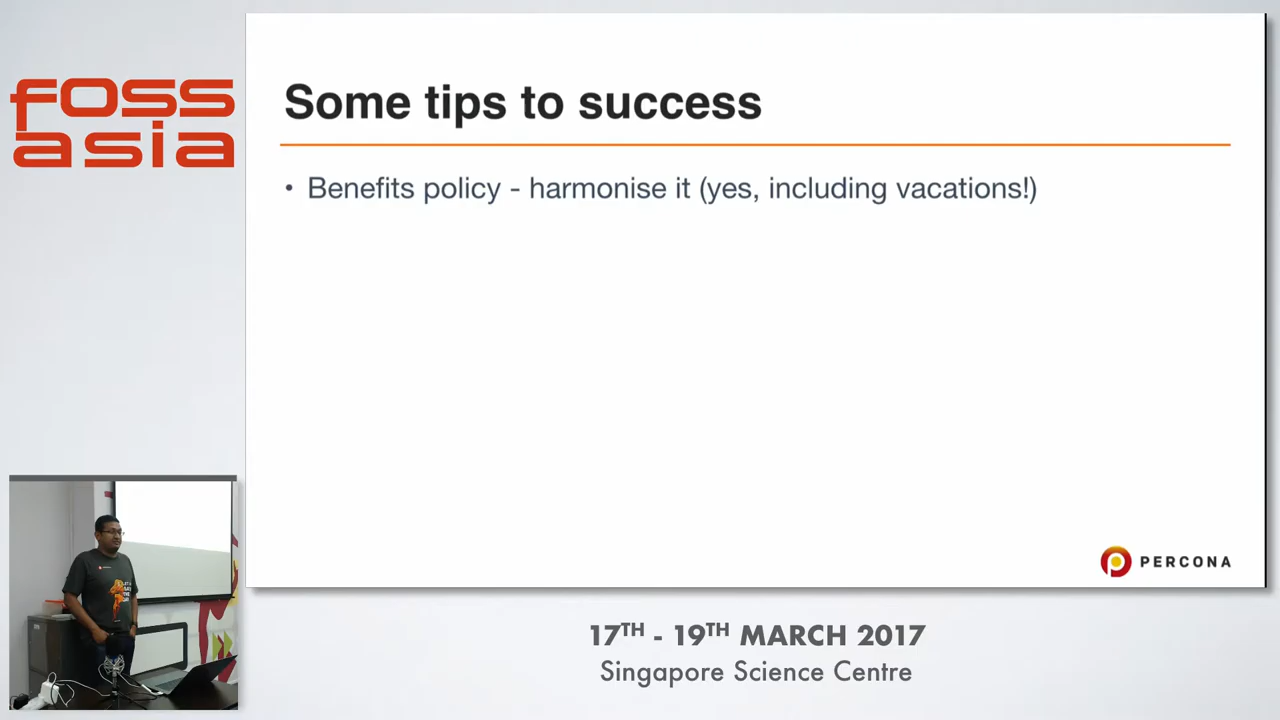 foss
asia
Some tips to success
• Benefits policy - harmonise it (yes, including vacations!)
PERCONA
17TH - 19TH MARCH 2017
Singapore Science Centre